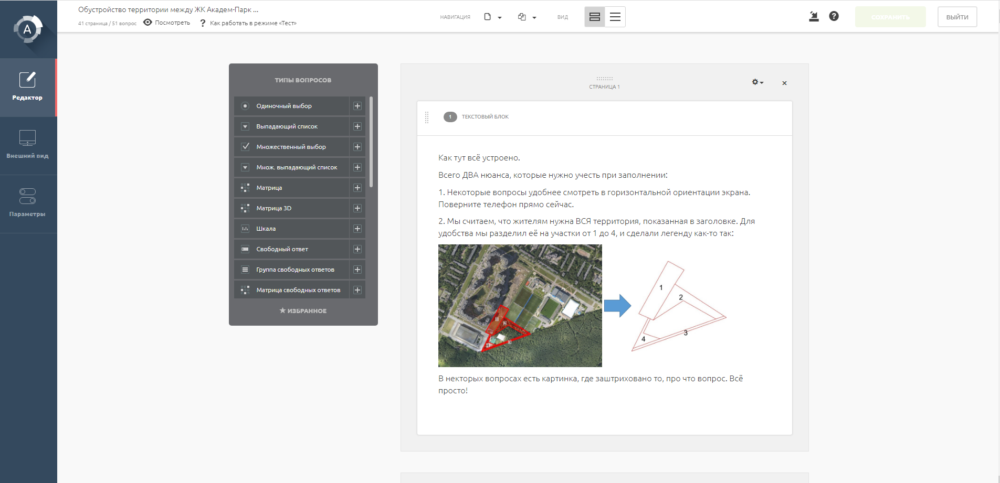 Обустройство территории между ЖК Академ-Парк ...
41 страница / 51 вопрос
Посмотреть
? Как работать в режиме «Тест»
НАВИГАЦИЯ
ВИД
?
СОХРАНИТЬ
ВЫЙТИ
A
Редактор
Внешний вид
Параметры
ТИПЫ ВОПРОСОВ
Одиночный выбор
Выпадающий список
Множественный выбор
Множ. выпадающий список
Матрица
Матрица 3D
Шкала
Свободный ответ
Группа свободных ответов
Матрица свободных ответов
ИЗБРАННОЕ
СТРАНИЦА 1
1 ТЕКСТОВЫЙ БЛОК
Как тут всё устроено.
Всего ДВА нюанса, которые нужно учесть при заполнении:
1. Некоторые вопросы удобнее смотреть в горизонтальной ориентации экрана.
Поверните телефон прямо сейчас.
2. Мы считаем, что жителям нужна ВСЯ территория, показанная в заголовке. Для
удобства мы разделил её на участки от 1 до 4, и сделали легенду как-то так:
1
2
3
4
В некторых вопросах есть картинка, где заштриховано то, про что вопрос. Всё
просто!